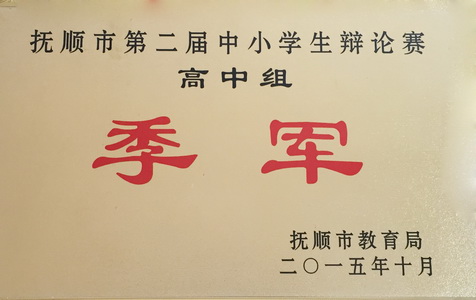 抚顺市第二届中小学生辩论赛
高中组
季军
抚顺市教育局
二〇一五年十月